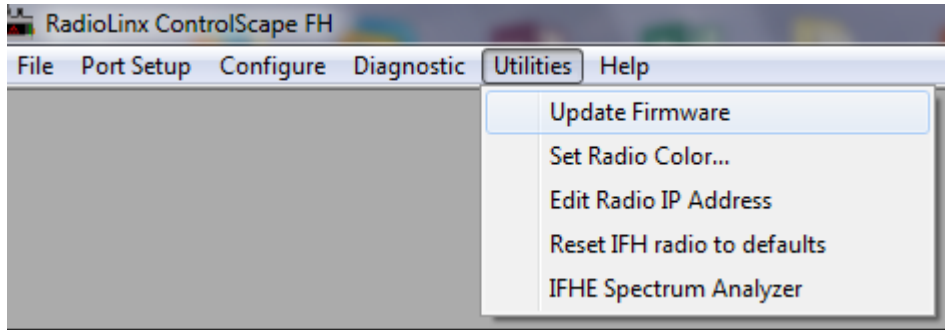 RadioLinx ControlScape FH
File Port Setup Configure Diagnostic Utilities Help
Update Firmware
Set Radio Color...
Edit Radio IP Address
Reset IFH radio to defaults
IFHE Spectrum Analyzer